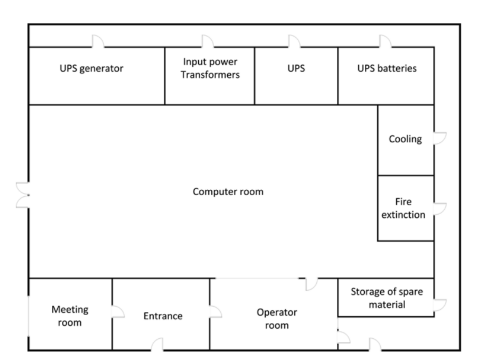 UPS generator
Input power
Transformers
UPS
UPS batteries
Cooling
Computer room
Fire
extinction
Storage of spare
material
Meeting
room
Entrance
Operator
room